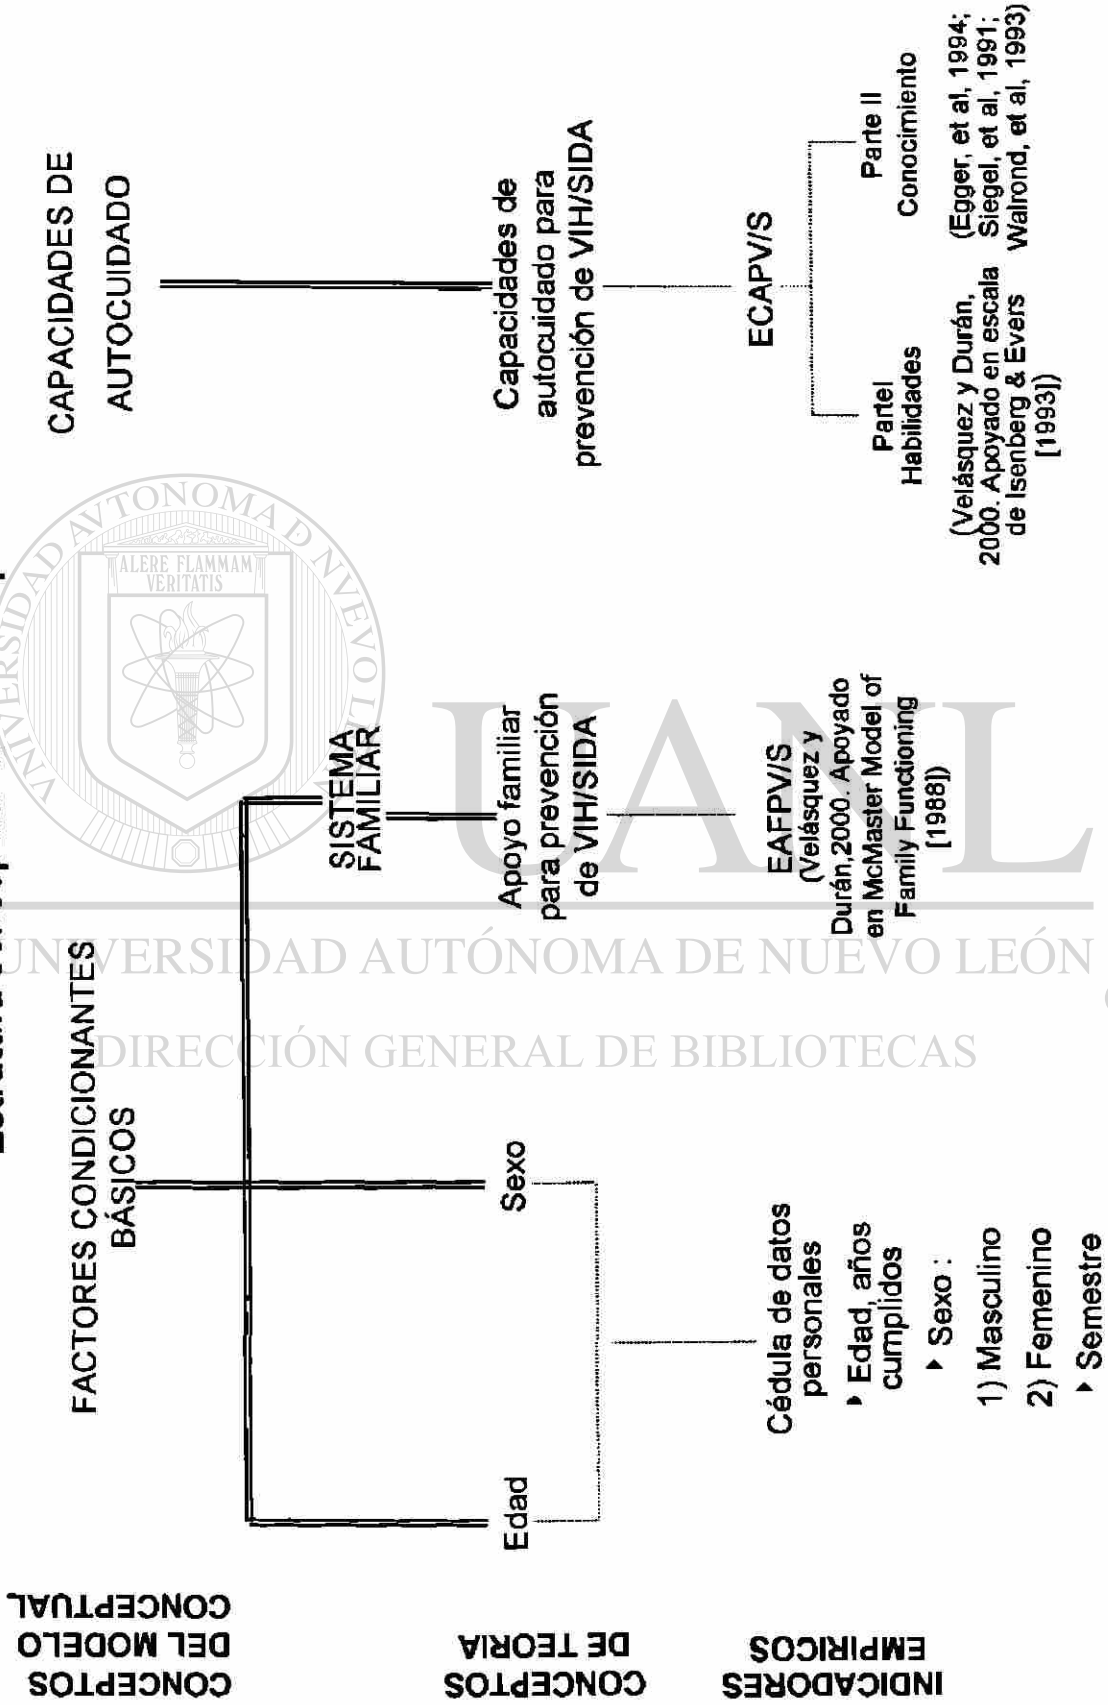 FACTORES CONDICIONANTES
BÁSICOS
CAPACIDADES DE
AUTOCUIDADO
CONCEPTOS
DEL MODELO
CONCEPTUAL
SISTEMA
FAMILIAR
CONCEPTOS
DE TEORIA
Edad
Sexo
Apoyo familiar
para prevención
de VIH/SIDA
Capacidades de
autocuidado para
prevención de VIH/SIDA
INDICADORES
EMPIRICOS
Cédula de datos
personales
‣ Edad, años
cumplidos
‣ Sexo :
1) Masculino
2) Femenino
‣ Semestre
EAFPV/S
(Velásquez y
Durán,2000. Apoyado
en McMaster Model of
Family Functioning
[1988])
ECAPV/S
ParteI
Habilidades
(Velásquez y Durán,
2000. Apoyado en escala
de Isenberg & Evers
[1993])
Parte II
Conocimiento
(Egger, et al, 1994;
Siegel, et al, 1991;
Walrond, et al, 1993)
ALERE FLAMMAM
VERITATIS
UANL
UNIVERSIDAD AUTÓNOMA DE NUEVO LEÓN
DIRECCIÓN GENERAL DE BIBLIOTECAS